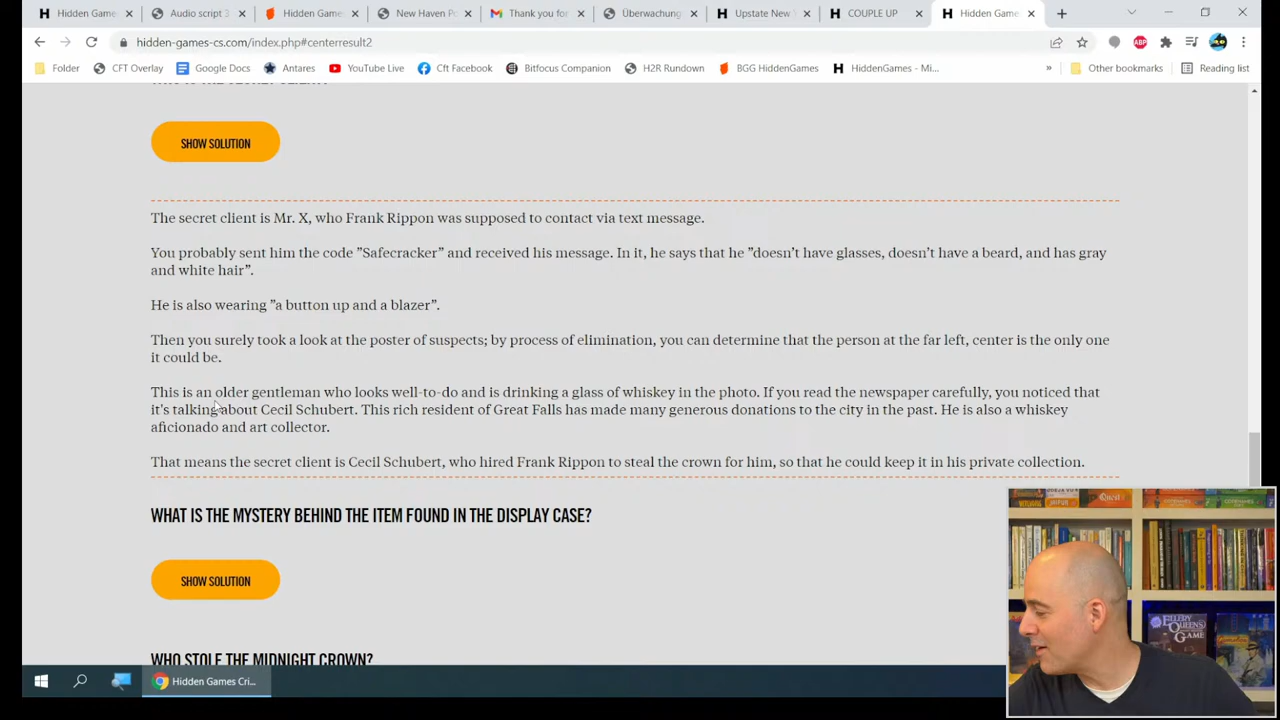 Hidden Game
Audio script 3
Hidden Game
New Haven Po
Thank you for
Überwachung
Upstate New
COUPLE UP
Hidden Game
hidden-games-cs.com/index.php#centerresult2
Folder
CFT Overlay
Google Docs
Antares
YouTube Live
Cft Facebook
Bitfocus Companion
H2R Rundown
BGG HiddenGames
HiddenGames - Mi...
»
Other bookmarks
Reading list
SHOW SOLUTION
The secret client is Mr. X, who Frank Rippon was supposed to contact via text message.
You probably sent him the code ”Safecracker” and received his message. In it, he says that he ”doesn’t have glasses, doesn’t have a beard, and has gray
and white hair”.
He is also wearing ”a button up and a blazer”.
Then you surely took a look at the poster of suspects; by process of elimination, you can determine that the person at the far left, center is the only one
it could be.
This is an older gentleman who looks well-to-do and is drinking a glass of whiskey in the photo. If you read the newspaper carefully, you noticed that
it’s talking about Cecil Schubert. This rich resident of Great Falls has made many generous donations to the city in the past. He is also a whiskey
aficionado and art collector.
That means the secret client is Cecil Schubert, who hired Frank Rippon to steal the crown for him, so that he could keep it in his private collection.
WHAT IS THE MYSTERY BEHIND THE ITEM FOUND IN THE DISPLAY CASE?
SHOW SOLUTION
WHO STOLE THE MIDNIGHT CROWN?
Hidden Games Cri...
Quest
ELLERY QUEEN'S
GAME